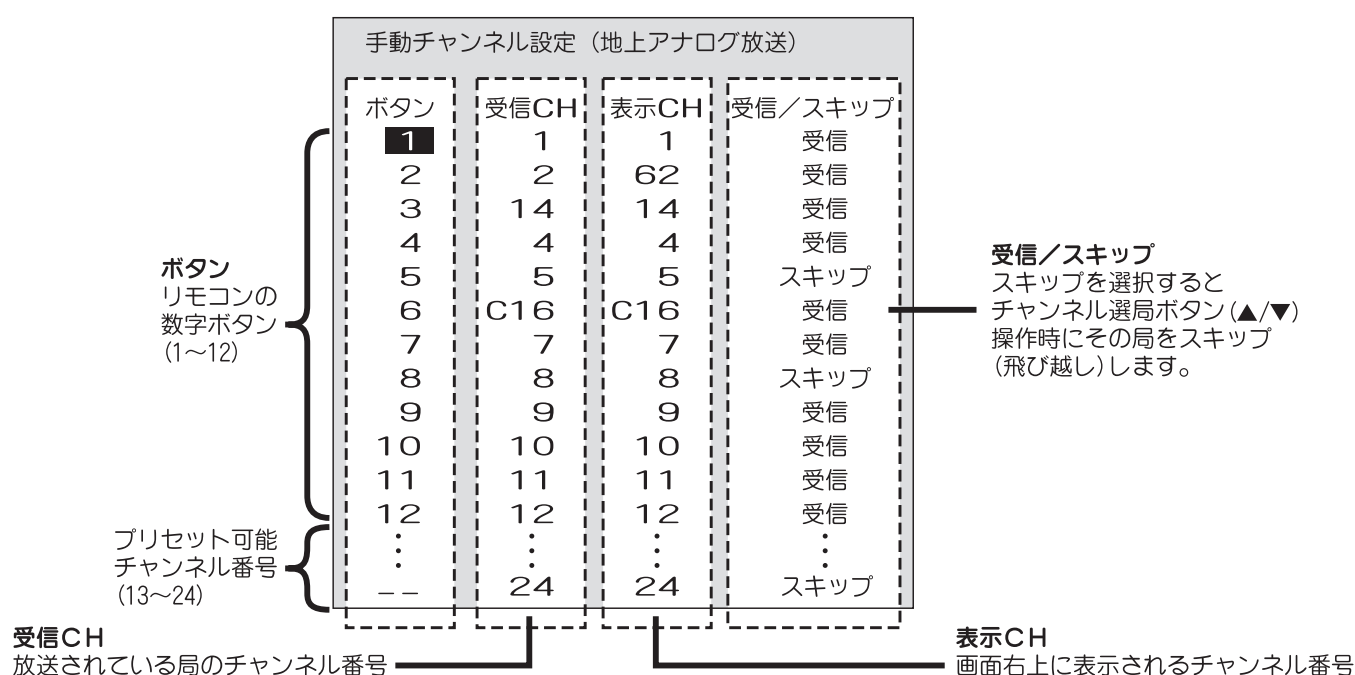 手動チャンネル設定（地上アナログ放送）
ボタン 受信CH 表示CH 受信／スキップ
1 1 1 受信
2 2 62 受信
3 14 14 受信
4 4 4 受信
5 5 5 スキップ
6 C16 C16 受信
7 7 7 受信
8 8 8 スキップ
9 9 9 受信
10 10 10 受信
11 11 11 受信
12 12 12 受信
⋮ ⋮ ⋮ ⋮
－－ 24 24 スキップ
ボタン
リモコンの
数字ボタン
(1～12)
プリセット可能
チャンネル番号
(13～24)
受信／スキップ
スキップを選択すると
チャンネル選局ボタン(▲/▼)
操作時にその局をスキップ
(飛び越し)します。
受信CH
放送されている局のチャンネル番号
表示CH
画面右上に表示されるチャンネル番号